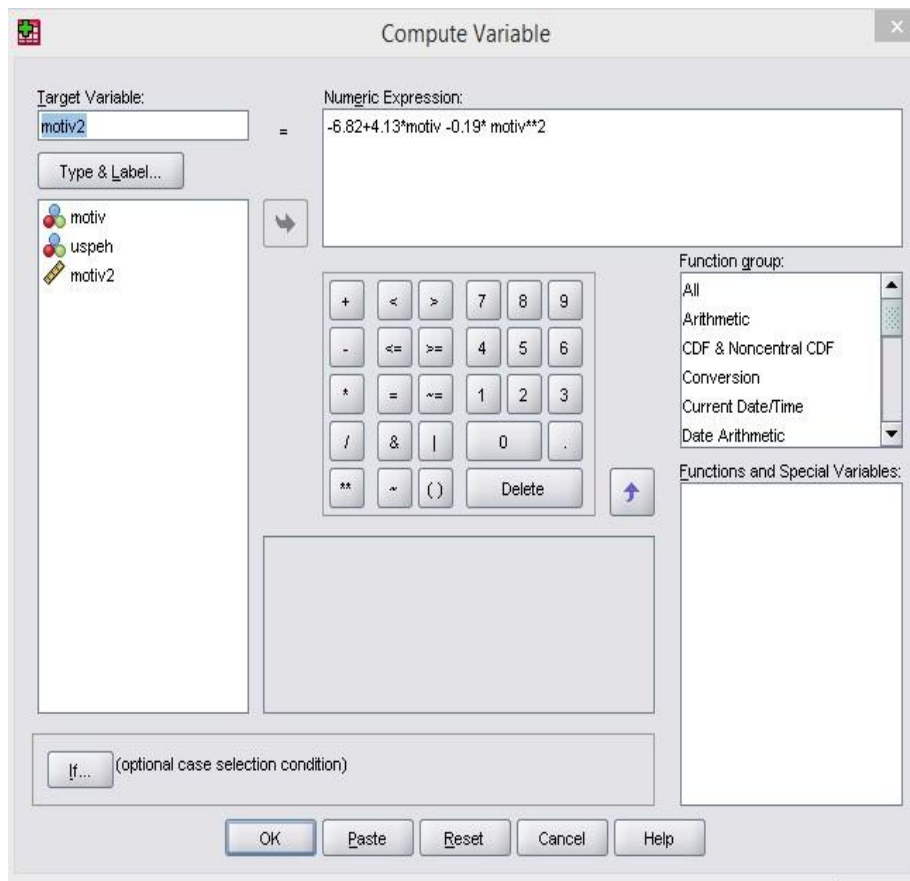 Compute Variable
x
Target Variable:
motiv2
=
Numeric Expression:
-6.82+4.13*motiv -0.19* motiv**2
Type & Label...
motiv
uspeh
motiv2
+ < > 7 8 9
- <= >= 4 5 6
* = ~= 1 2 3
/ & | 0 .
** ~ ( ) Delete
Function group:
All
Arithmetic
CDF & Noncentral CDF
Conversion
Current Date/Time
Date Arithmetic
Functions and Special Variables:
If... (optional case selection condition)
OK Paste Reset Cancel Help